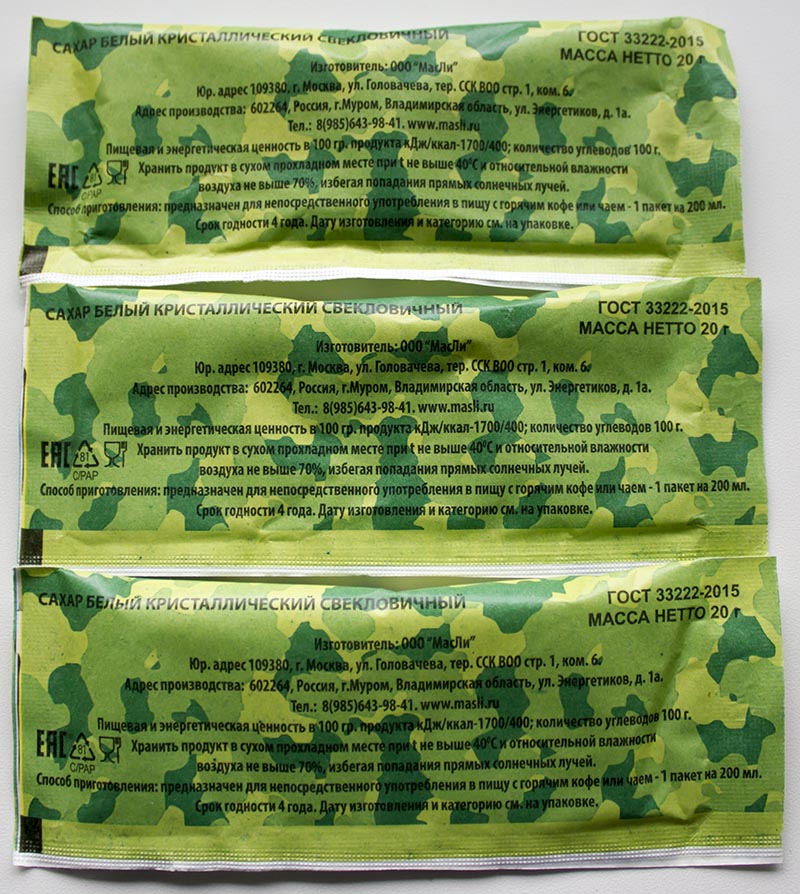 САХАР БЕЛЫЙ КРИСТАЛЛИЧЕСКИЙ СВЕКЛОВИЧНЫЙ
ГОСТ 33222-2015
МАССА НЕТТО 20 г
Изготовитель: ООО "МасЛи"
Юр. адрес 109380, г. Москва, ул. Головачева, тер. ССК ВОО стр. 1, ком. 6.
Адрес производства: 602264, Россия, г.Муром, Владимирская область, ул. Энергетиков, д. 1а.
Тел.: 8(985)643-98-41. www.masli.ru
Пищевая и энергетическая ценность в 100 гр. продукта кДж/ккал-1700/400; количество углеводов 100 г.
EAC
Хранить продукт в сухом прохладном месте при t не выше 40⁰С и относительной влажности
C/PAP
воздуха не выше 70%, избегая попадания прямых солнечных лучей.
Способ приготовления: предназначен для непосредственного употребления в пищу с горячим кофе или чаем - 1 пакет на 200 мл.
Срок годности 4 года. Дату изготовления и категорию см. на упаковке.
САХАР БЕЛЫЙ КРИСТАЛЛИЧЕСКИЙ СВЕКЛОВИЧНЫЙ
ГОСТ 33222-2015
МАССА НЕТТО 20 г
Изготовитель: ООО "МасЛи"
Юр. адрес 109380, г. Москва, ул. Головачева, тер. ССК ВОО стр. 1, ком. 6.
Адрес производства: 602264, Россия, г.Муром, Владимирская область, ул. Энергетиков, д. 1а.
Тел.: 8(985)643-98-41. www.masli.ru
Пищевая и энергетическая ценность в 100 гр. продукта кДж/ккал-1700/400; количество углеводов 100 г.
EAC 81
Хранить продукт в сухом прохладном месте при t не выше 40⁰С и относительной влажности
C/PAP
воздуха не выше 70%, избегая попадания прямых солнечных лучей.
Способ приготовления: предназначен для непосредственного употребления в пищу с горячим кофе или чаем - 1 пакет на 200 мл.
Срок годности 4 года. Дату изготовления и категорию см. на упаковке.
САХАР БЕЛЫЙ КРИСТАЛЛИЧЕСКИЙ СВЕКЛОВИЧНЫЙ
ГОСТ 33222-2015
МАССА НЕТТО 20 г
Изготовитель: ООО "МасЛи"
Юр. адрес 109380, г. Москва, ул. Головачева, тер. ССК ВОО стр. 1, ком. 6.
Адрес производства: 602264, Россия, г.Муром, Владимирская область, ул. Энергетиков, д. 1а.
Тел.: 8(985)643-98-41. www.masli.ru
Пищевая и энергетическая ценность в 100 гр. продукта кДж/ккал-1700/400; количество углеводов 100 г.
EAC 81
Хранить продукт в сухом прохладном месте при t не выше 40⁰С и относительной влажности
C/PAP
воздуха не выше 70%, избегая попадания прямых солнечных лучей.
Способ приготовления: предназначен для непосредственного употребления в пищу с горячим кофе или чаем - 1 пакет на 200 мл.
Срок годности 4 года. Дату изготовления и категорию см. на упаковке.